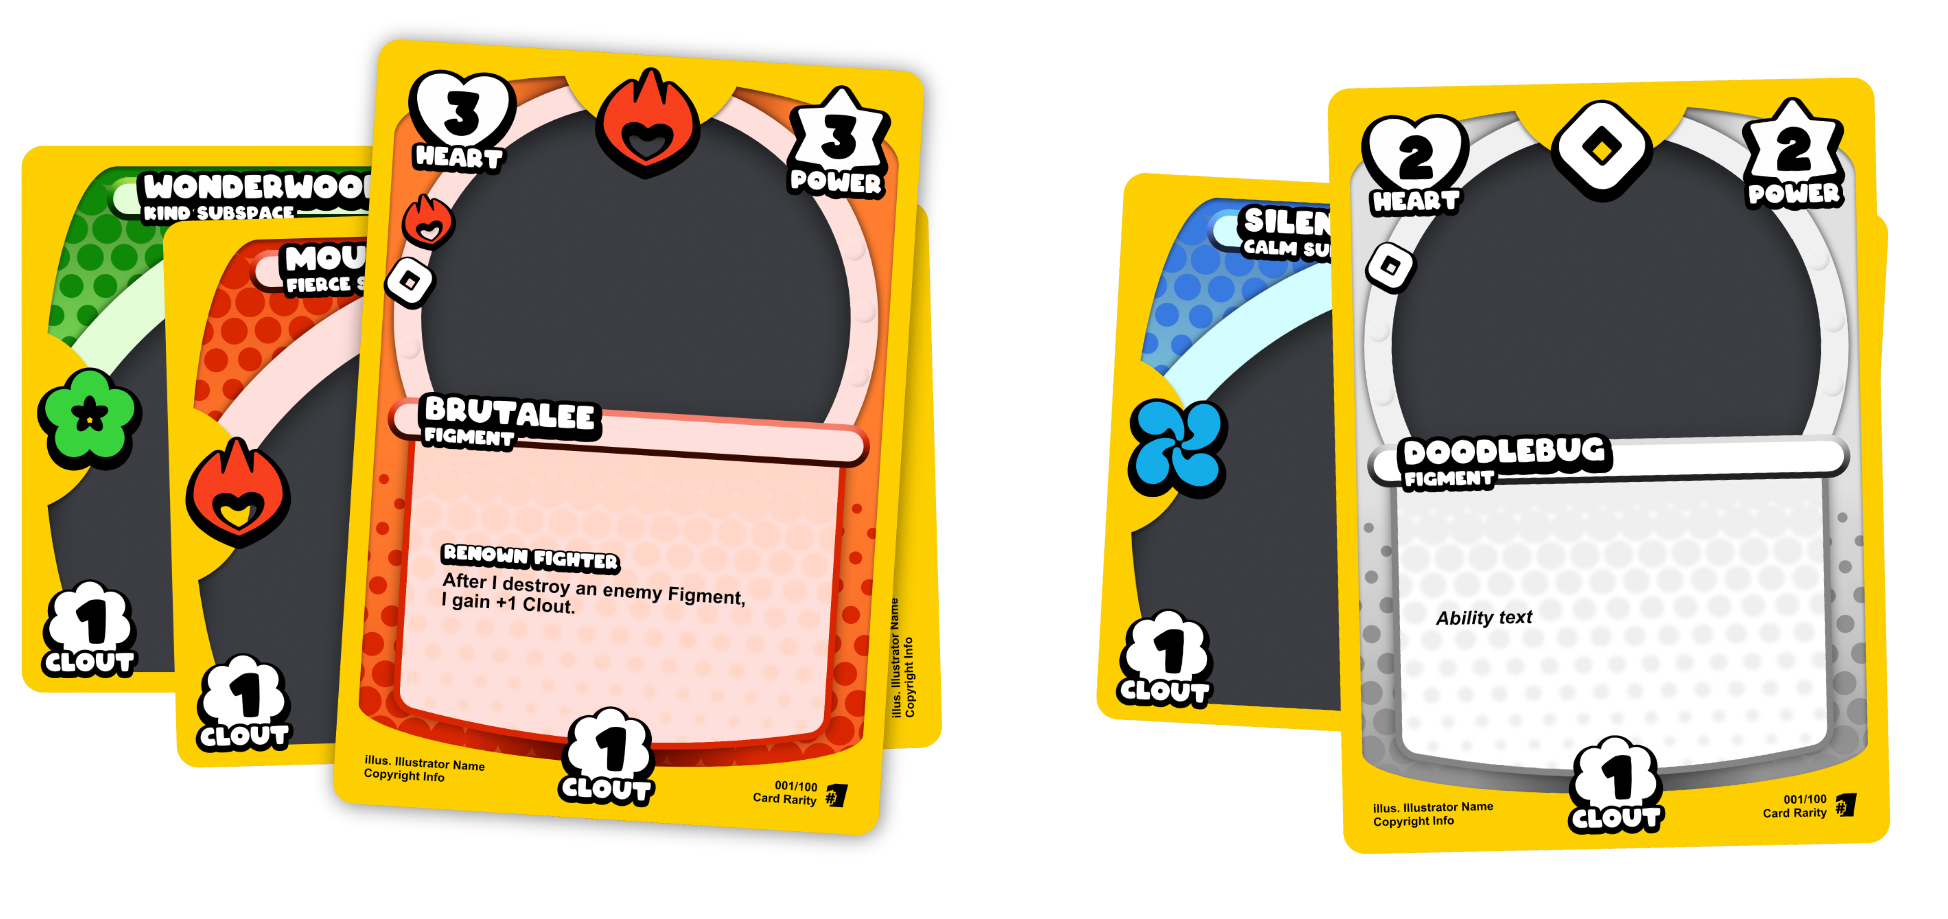 WONDERWOO
KIND SUBSPACE
1
CLOUT
MOU
FIERCE S
1
CLOUT
3
HEART
3
POWER
BRUTALEE
FIGMENT
RENOWN FIGHTER
After I destroy an enemy Figment,
I gain +1 Clout.
illus. Illustrator Name
Copyright Info
1
CLOUT
001/100
Card Rarity
#1
illus. Illustrator Name
Copyright Info
SILEN
CALM SU
1
CLOUT
2
HEART
2
POWER
DOODLEBUG
FIGMENT
Ability text
illus. Illustrator Name
Copyright Info
1
CLOUT
001/100
Card Rarity
#1